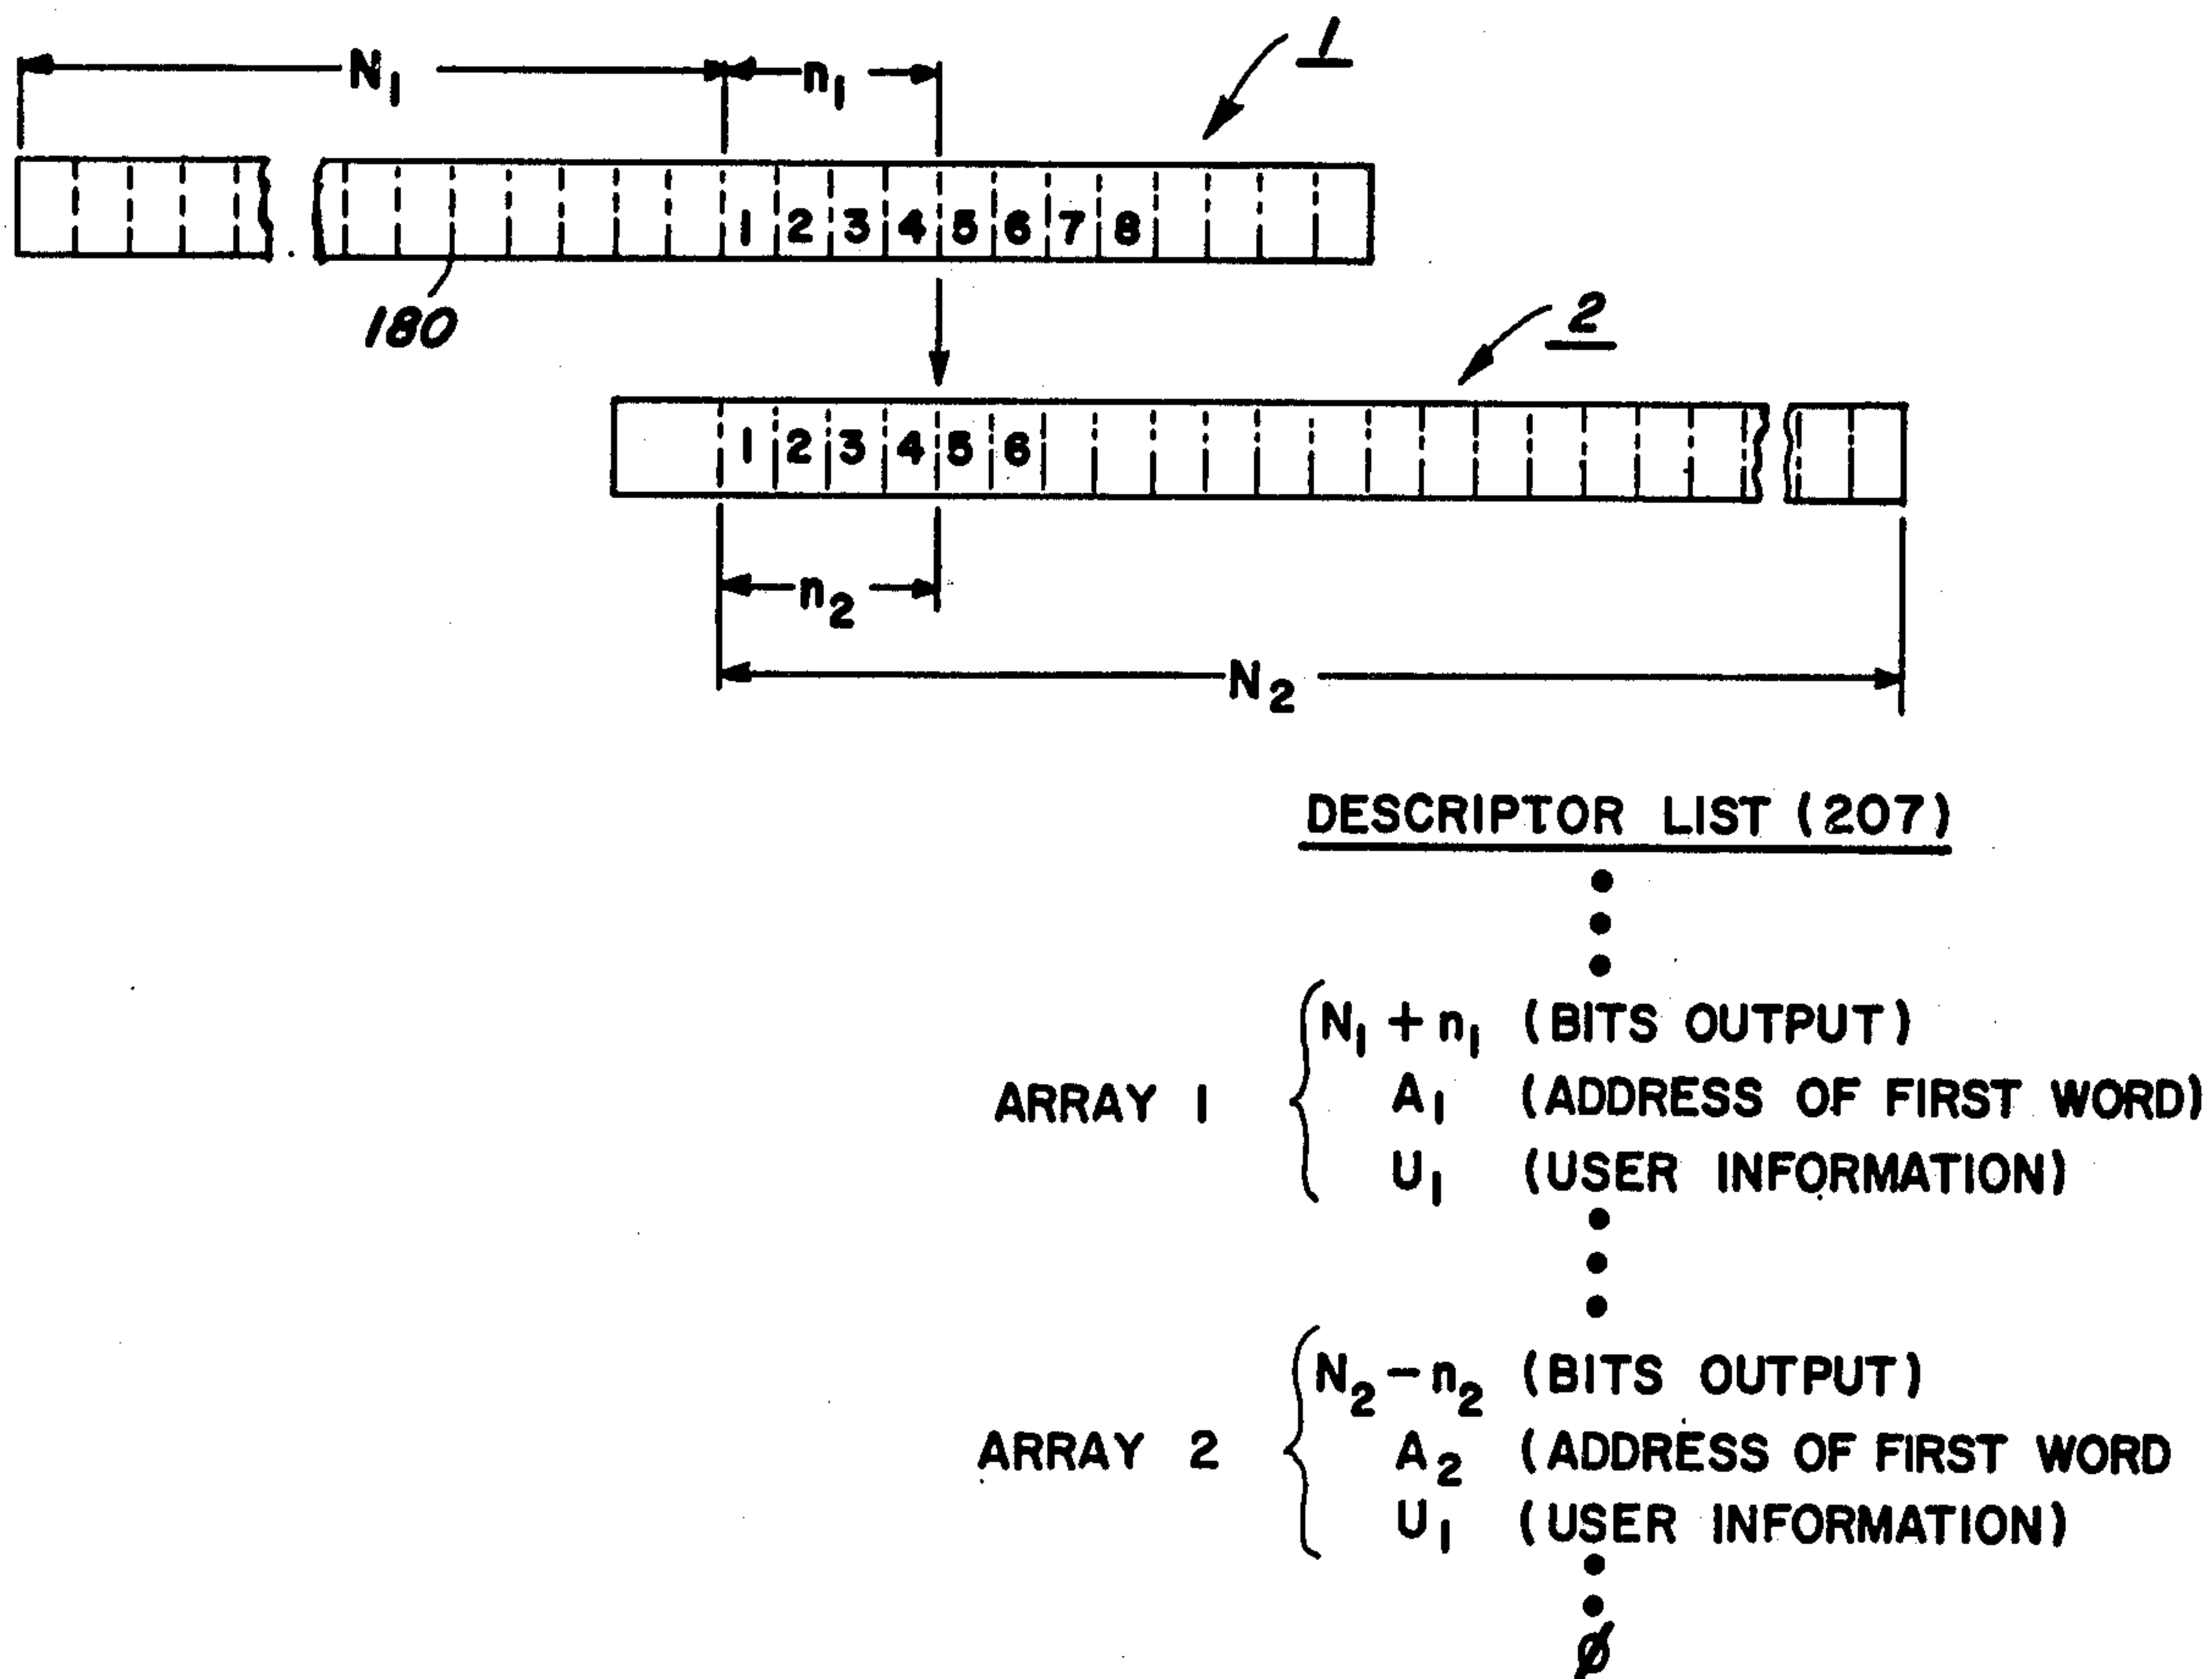 1
N₁ n₁
1 2 3 4 5 6 7 8
180
2
1 2 3 4 5 6
n₂
N₂
DESCRIPTOR LIST (207)
N₁ + n₁ (BITS OUTPUT)
ARRAY 1 A₁ (ADDRESS OF FIRST WORD)
U₁ (USER INFORMATION)
N₂ − n₂ (BITS OUTPUT)
ARRAY 2 A₂ (ADDRESS OF FIRST WORD
U₁ (USER INFORMATION)
Ø